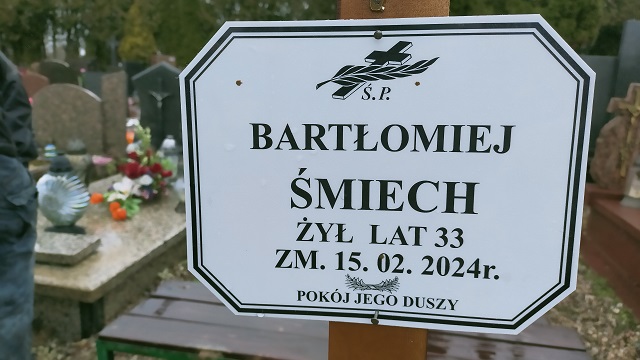 Ś.P.
BARTŁOMIEJ
ŚMIECH
ŻYŁ LAT 33
ZM. 15. 02. 2024r.
POKÓJ JEGO DUSZY